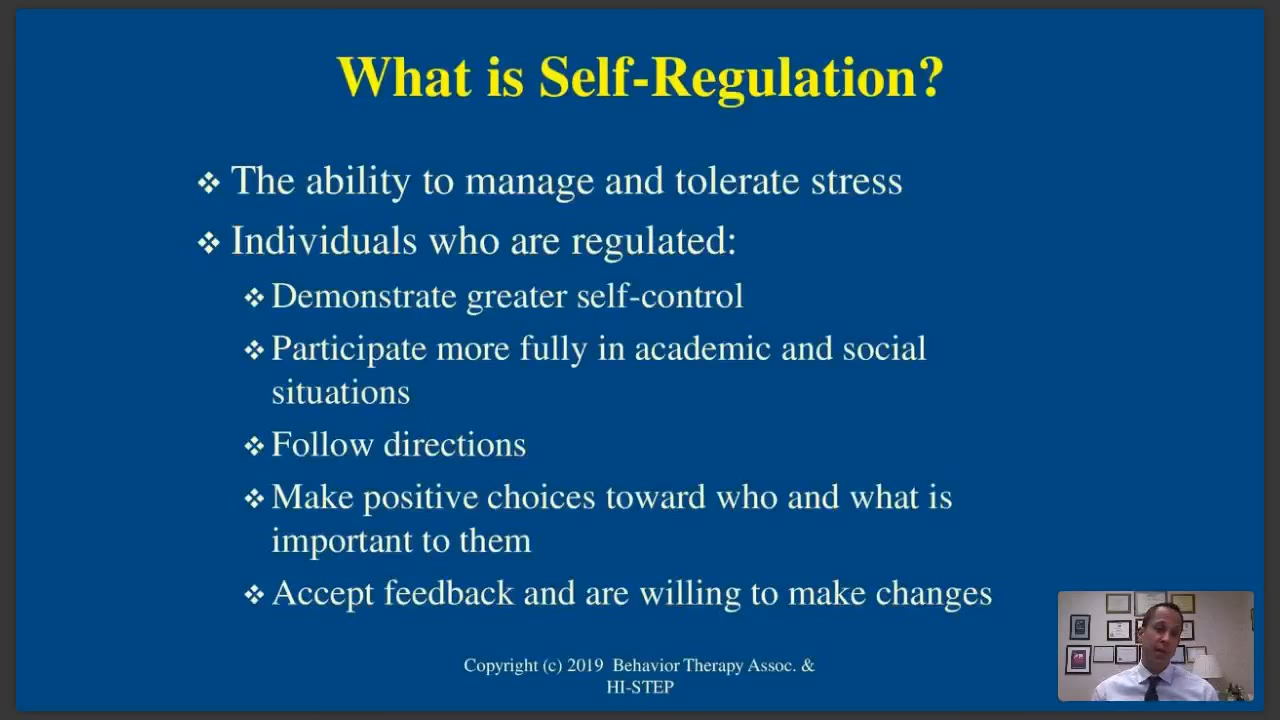 What is Self-Regulation?
❖ The ability to manage and tolerate stress
❖ Individuals who are regulated:
❖ Demonstrate greater self-control
❖ Participate more fully in academic and social
situations
❖ Follow directions
❖ Make positive choices toward who and what is
important to them
❖ Accept feedback and are willing to make changes
Copyright (c) 2019 Behavior Therapy Assoc. &
HI-STEP